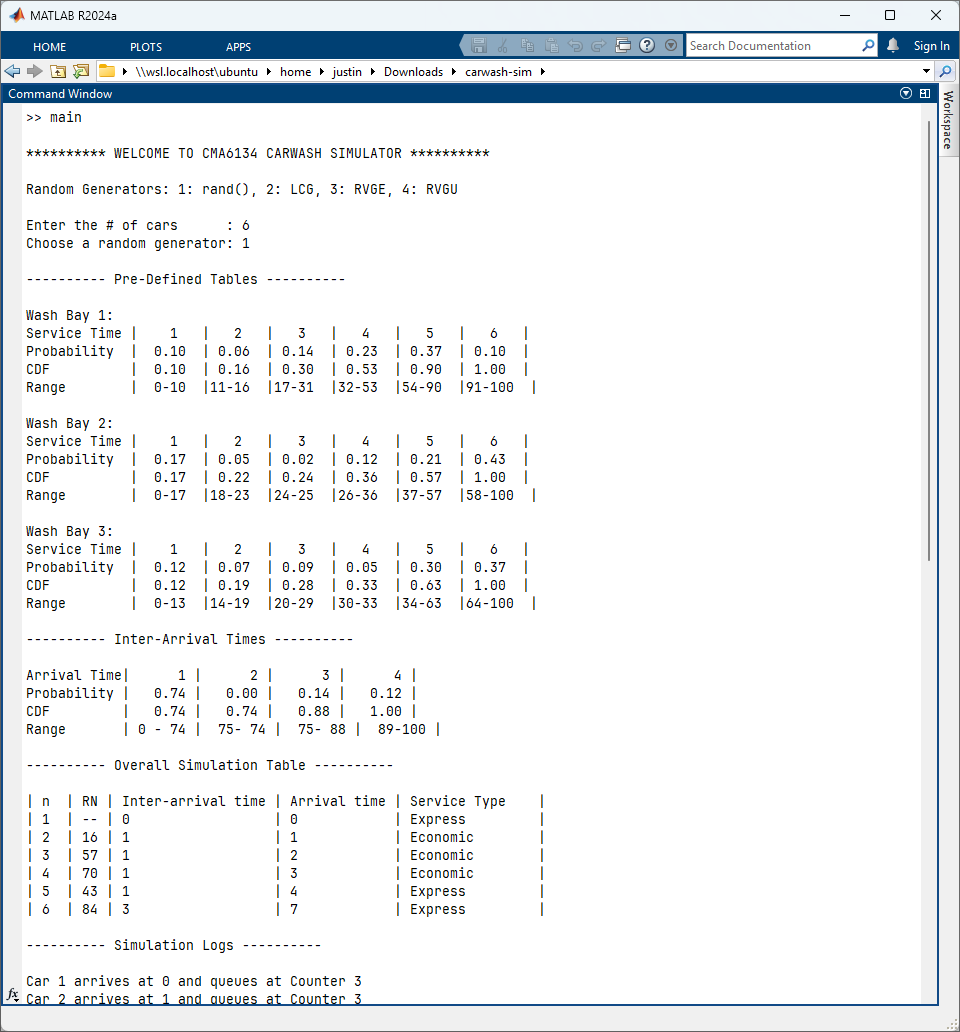 MATLAB R2024a
HOME PLOTS APPS Search Documentation Sign In
\\wsl.localhost\ubuntu home justin Downloads carwash-sim
Command Window
Workspace
>> main
********** WELCOME TO CMA6134 CARWASH SIMULATOR **********
Random Generators: 1: rand(), 2: LCG, 3: RVGE, 4: RVGU
Enter the # of cars      : 6
Choose a random generator: 1
---------- Pre-Defined Tables ----------
Wash Bay 1:
Service Time |    1   |   2   |   3   |   4   |   5   |   6   |
Probability  |  0.10  | 0.06  | 0.14  | 0.23  | 0.37  | 0.10  |
CDF          |  0.10  | 0.16  | 0.30  | 0.53  | 0.90  | 1.00  |
Range        |  0-10  |11-16  |17-31  |32-53  |54-90  |91-100  |
Wash Bay 2:
Service Time |    1   |   2   |   3   |   4   |   5   |   6   |
Probability  |  0.17  | 0.05  | 0.02  | 0.12  | 0.21  | 0.43  |
CDF          |  0.17  | 0.22  | 0.24  | 0.36  | 0.57  | 1.00  |
Range        |  0-17  |18-23  |24-25  |26-36  |37-57  |58-100  |
Wash Bay 3:
Service Time |    1   |   2   |   3   |   4   |   5   |   6   |
Probability  |  0.12  | 0.07  | 0.09  | 0.05  | 0.30  | 0.37  |
CDF          |  0.12  | 0.19  | 0.28  | 0.33  | 0.63  | 1.00  |
Range        |  0-13  |14-19  |20-29  |30-33  |34-63  |64-100  |
---------- Inter-Arrival Times ----------
Arrival Time|      1 |      2 |      3 |      4 |
Probability |   0.74 |   0.00 |   0.14 |   0.12 |
CDF         |   0.74 |   0.74 |   0.88 |   1.00 |
Range       | 0 - 74 |  75- 74 |  75- 88 |  89-100 |
---------- Overall Simulation Table ----------
| n  | RN | Inter-arrival time | Arrival time | Service Type    |
| 1  | -- | 0                  | 0            | Express         |
| 2  | 16 | 1                  | 1            | Economic        |
| 3  | 57 | 1                  | 2            | Economic        |
| 4  | 70 | 1                  | 3            | Economic        |
| 5  | 43 | 1                  | 4            | Express         |
| 6  | 84 | 3                  | 7            | Express         |
---------- Simulation Logs ----------
Car 1 arrives at 0 and queues at Counter 3
Car 2 arrives at 1 and queues at Counter 3
fx